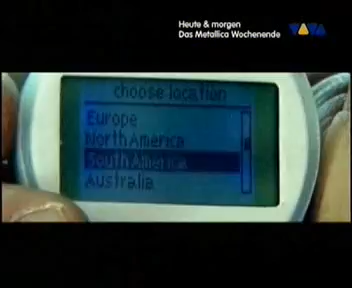 Heute & morgen
Das Metallica Wochenende
VIVA
choose location
Europe
North America
South America
Australia